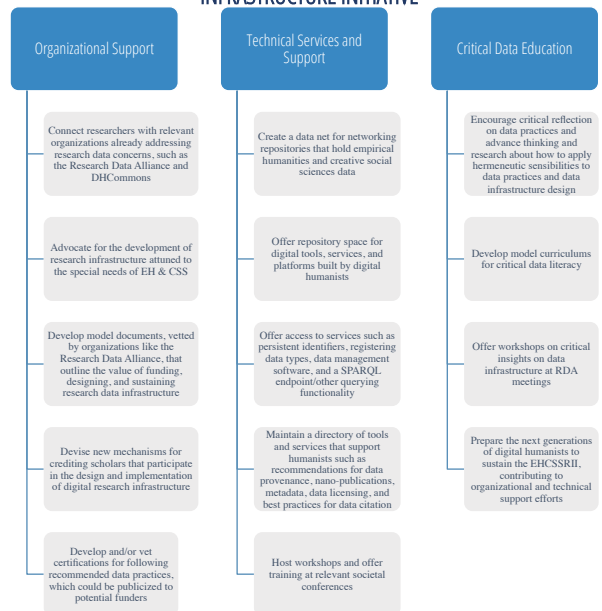 INFRASTRUCTURE INITIATIVE
Organizational Support
Connect researchers with relevant
organizations already addressing
research data concerns, such as
the Research Data Alliance and
DHCommons
Advocate for the development of
research infrastructure attuned to
the special needs of EH & CSS
Develop model documents, vetted
by organizations like the
Research Data Alliance, that
outline the value of funding,
designing, and sustaining
research data infrastructure
Devise new mechanisms for
crediting scholars that participate
in the design and implementation
of digital research infrastructure
Develop and/or vet
certifications for following
recommended data practices,
which could be publicized to
potential funders
Technical Services and
Support
Create a data net for networking
repositories that hold empirical
humanities and creative social
sciences data
Offer repository space for
digital tools, services, and
platforms built by digital
humanists
Offer access to services such as
persistent identifiers, registering
data types, data management
software, and a SPARQL
endpoint/other querying
functionality
Maintain a directory of tools
and services that support
humanists such as
recommendations for data
provenance, nano-publications,
metadata, data licensing, and
best practices for data citation
Host workshops and offer
training at relevant societal
conferences
Critical Data Education
Encourage critical reflection
on data practices and
advance thinking and
research about how to apply
hermeneutic sensibilities to
data practices and data
infrastructure design
Develop model curriculums
for critical data literacy
Offer workshops on critical
insights on data
infrastructure at RDA
meetings
Prepare the next generations
of digital humanists to
sustain the EHCSSRII,
contributing to
organizational and technical
support efforts